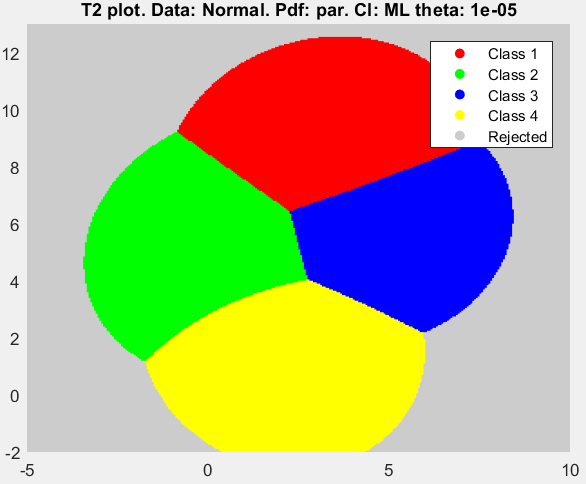 T2 plot. Data: Normal. Pdf: par. Cl: ML theta: 1e-05
Class 1
Class 2
Class 3
Class 4
Rejected
12
10
8
6
4
2
0
-2
-5
0
5
10